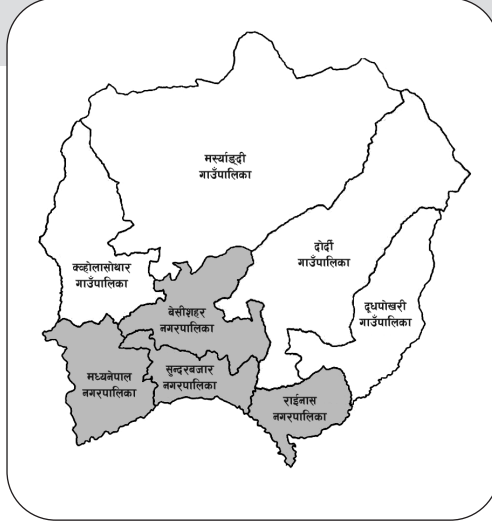 मर्स्याङ्दी
गाउँपालिका
दोर्दी
गाउँपालिका
क्व्होलासोथार
गाउँपालिका
दूधपोखरी
गाउँपालिका
बेसीशहर
नगरपालिका
सुन्दरबजार
नगरपालिका
मध्यनेपाल
नगरपालिका
राईनास
नगरपालिका